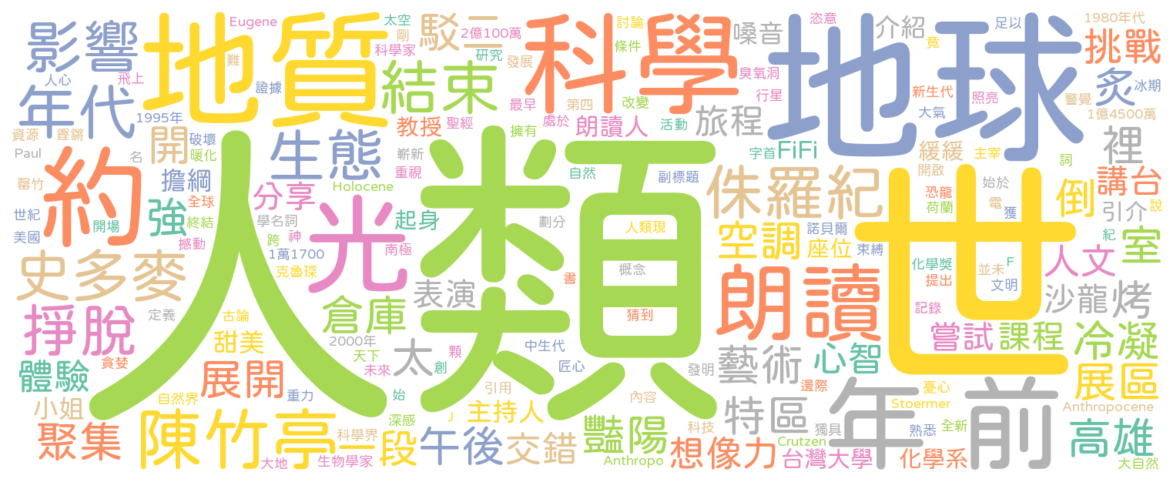 影響
地質
科學
地球
人類
世
年代
約
光
朗讀
年前
侏羅紀
結束
生態
駁二
旅程
挑戰
炙
嗓音
介紹
恣意
足以
1980年代
Eugene
太空
剛
2億100萬
討論
條件
竟
科學家
研究
發展
臭氧洞
行星
新生代
照亮
警覺
冰期
1億4500萬
人心
飛上
難
證據
最早
第四
改變
大氣
資源
鏗鏘
1995年
破壞
暖化
開
教授
聖經
處於
朗讀人
活動
字首
FiFi
緩緩
主宰
詞
裡
Paul
名
擁有
嶄新
重視
自然
副標題
開啟
罄竹
擔綱
強
分享
Holocene
起身
恐龍
始於
倒
講台
說
全球
終結
學名詞
劃分
人類現
荷蘭
電
獲
引介
世紀
開場
美國
撼動
跨
神
南極
空調
座位
諾貝爾
束縛
紀
室
1萬1700
克魯琛
書
概念
化學獎
並未
F
人文
史多麥
倉庫
表演
提出
文明
沙龍
烤
掙脫
定義
古論
2000年
猜到
記錄
嘗試
課程
冷凝
貪婪
甜美
天下
太
顆
中生代
藝術
心智
體驗
展開
未來
創
匠心
發明
邊際
展區
小姐
自然界
重力
始
引用
內容
特區
憂心
Stoermer
Anthropocene
聚集
陳竹亭
一段
深感
」
主持人
豔陽
科技
獨具
熟悉
全新
高雄
科學界
午後
交錯
想像力
Crutzen
大地
生物學家
Anthropo
台灣大學
化學系
大自然